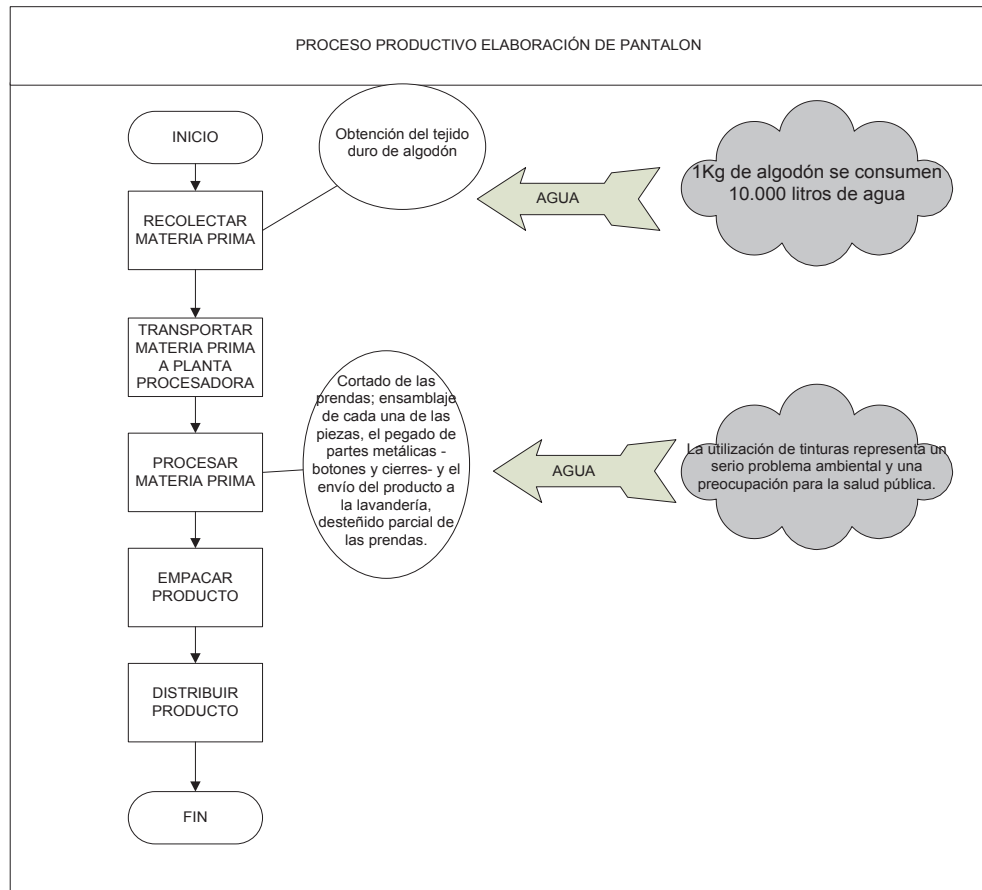 PROCESO PRODUCTIVO ELABORACIÓN DE PANTALON
INICIO
Obtención del tejido
duro de algodón
AGUA
1Kg de algodón se consumen
10.000 litros de agua
RECOLECTAR
MATERIA PRIMA
TRANSPORTAR
MATERIA PRIMA
A PLANTA
PROCESADORA
PROCESAR
MATERIA PRIMA
Cortado de las
prendas; ensamblaje
de cada una de las
piezas, el pegado de
partes metálicas -
botones y cierres- y el
envío del producto a
la lavandería,
desteñido parcial de
las prendas.
AGUA
La utilización de tinturas representa un
serio problema ambiental y una
preocupación para la salud pública.
EMPACAR
PRODUCTO
DISTRIBUIR
PRODUCTO
FIN